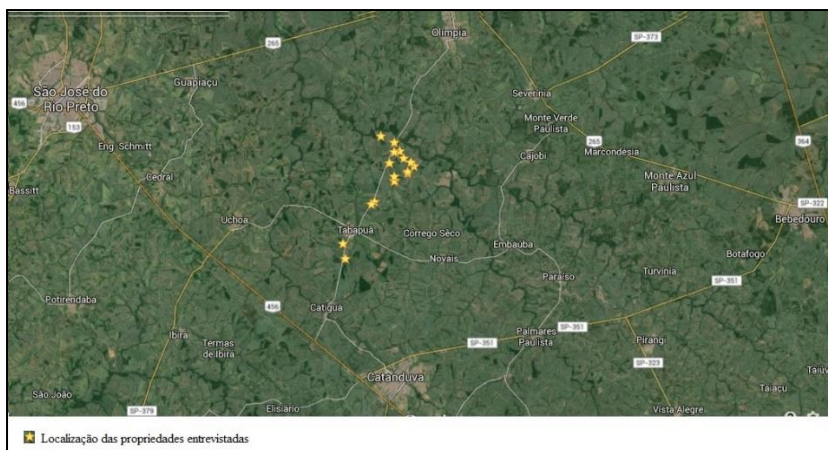 Olímpia
SP-373
265
Guapiaçu
São José do
Rio Preto
456
Severínia
153
Monte Verde
Paulista
Eng. Schmitt
265
364
Cajobi
Marcondésia
Cedral
Monte Azul
Paulista
Bassitt
SP-322
Uchoa
Bebedouro
Tabapuã
Córrego Sêco
Embaúba
Novais
Botafogo
Paraíso
Turvínia
SP-351
Potirendaba
456
Catiguá
SP-351
Ibirá
Termas
de Ibirá
Palmares
Paulista
Pirangi
SP-351
SP-323
Catanduva
Taiúv
Taiaçu
São João
Elisiário
SP-379
Vista Alegre
Localização das propriedades entrevistadas